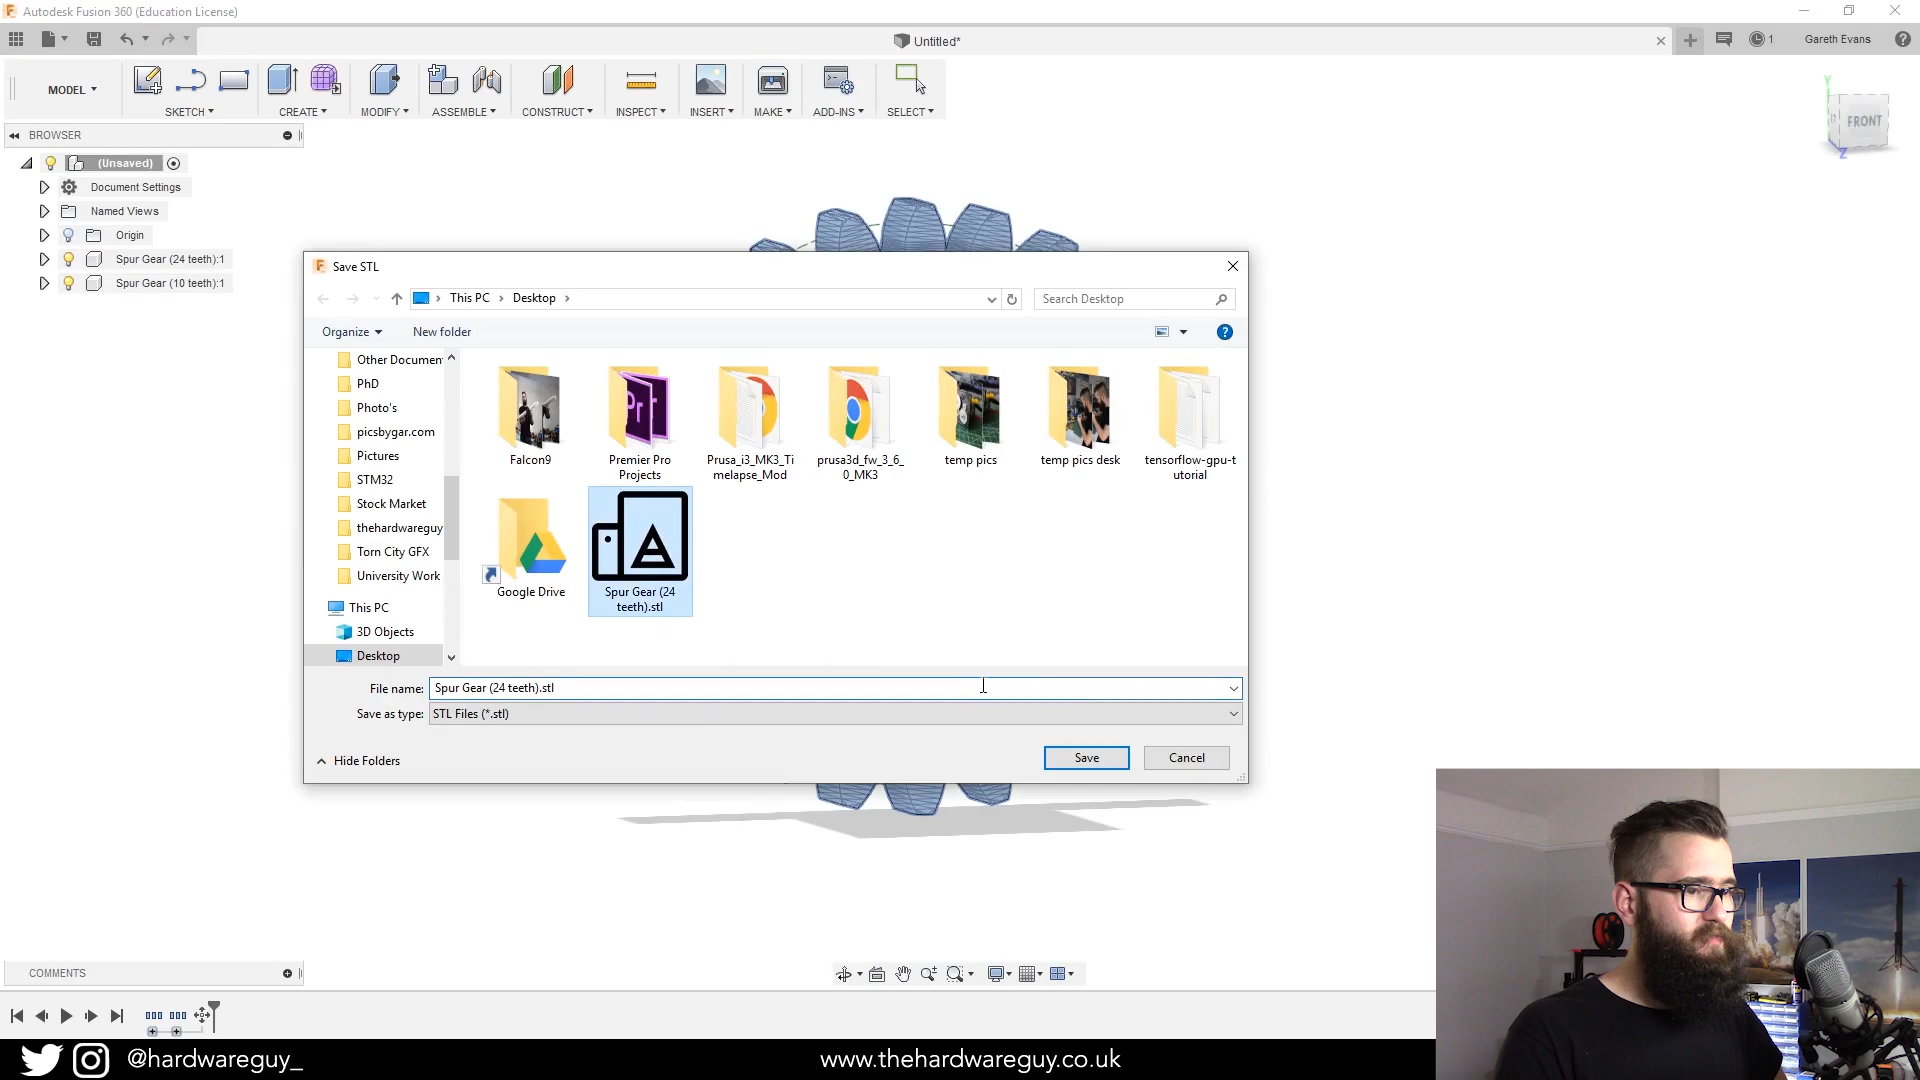 Autodesk Fusion 360 (Education License)
Untitled*
1
Gareth Evans
MODEL
SKETCH
CREATE
MODIFY
ASSEMBLE
CONSTRUCT
INSPECT
INSERT
MAKE
ADD-INS
SELECT
Y
FRONT
Z
BROWSER
(Unsaved)
Document Settings
Named Views
Origin
Spur Gear (24 teeth):1
Spur Gear (10 teeth):1
Save STL
This PC
Desktop
Search Desktop
Organize
New folder
Other Documen
PhD
Photo's
picsbygar.com
Pictures
STM32
Stock Market
thehardwareguy
Torn City GFX
University Work
This PC
3D Objects
Desktop
Falcon9
Premier Pro
Projects
Prusa_i3_MK3_Ti
melapse_Mod
prusa3d_fw_3_6_
0_MK3
temp pics
temp pics desk
tensorflow-gpu-t
utorial
Google Drive
Spur Gear (24
teeth).stl
File name: Spur Gear (24 teeth).stl
Save as type: STL Files (*.stl)
Hide Folders
Save
Cancel
COMMENTS
@hardwareguy_
www.thehardwareguy.co.uk